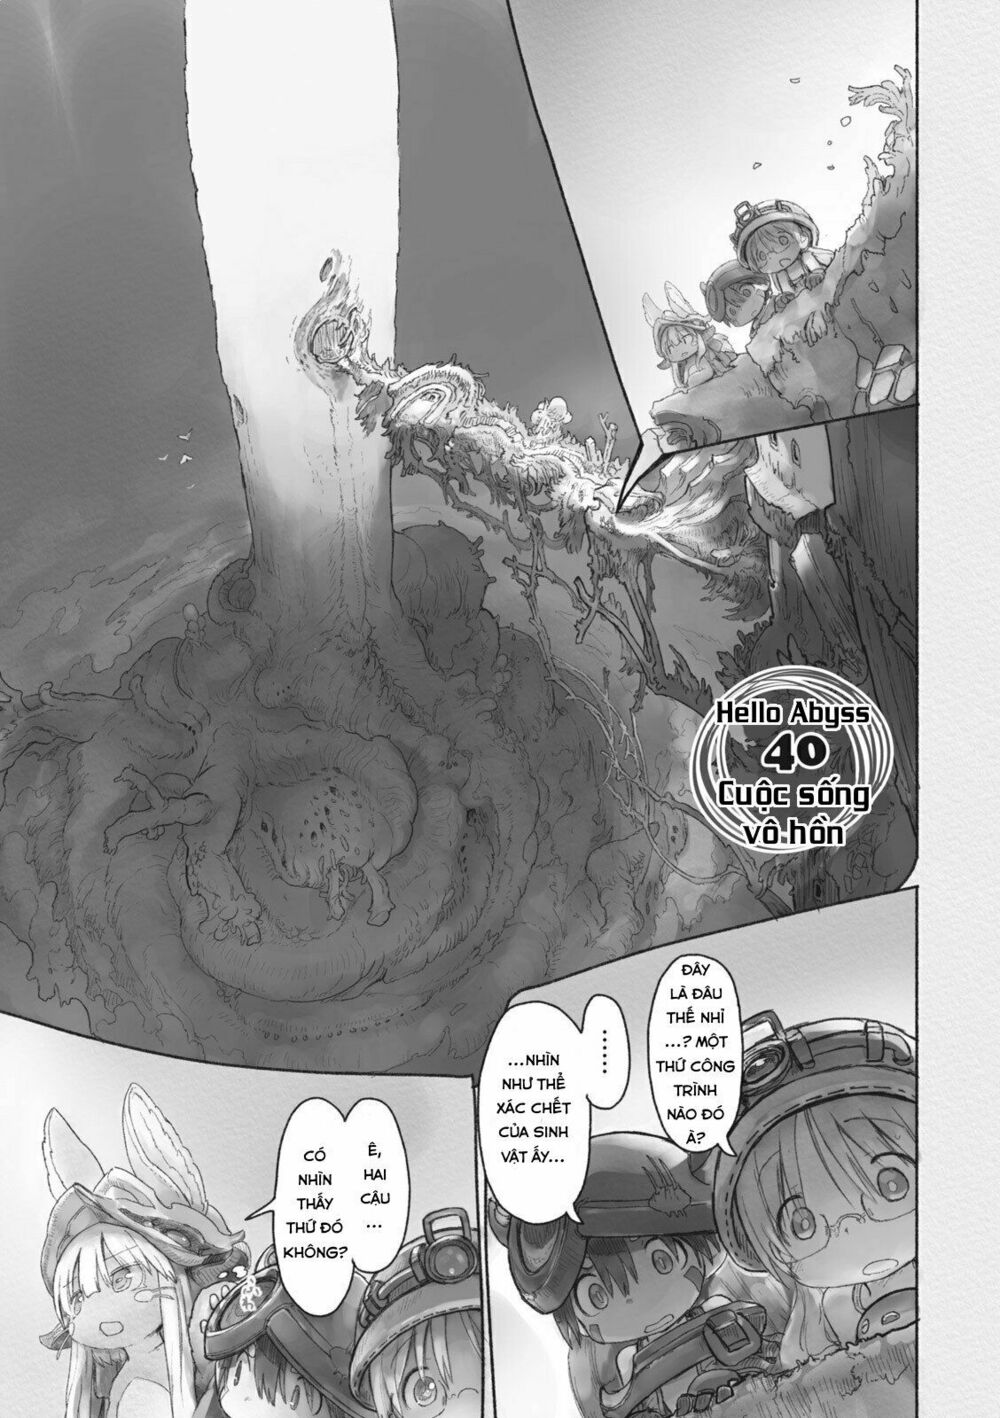 Hello Abyss
40
Cuộc sống
vô hồn
ĐÂY
LÀ ĐÂU
THẾ NHỈ
...? MỘT
THỨ CÔNG
TRÌNH
NÀO ĐÓ
À?
......
...NHÌN
NHƯ THỂ
XÁC CHẾT
CỦA SINH
VẬT ẤY...
Ê,
HAI
CẬU
...
CÓ
NHÌN
THẤY
THỨ ĐÓ
KHÔNG?